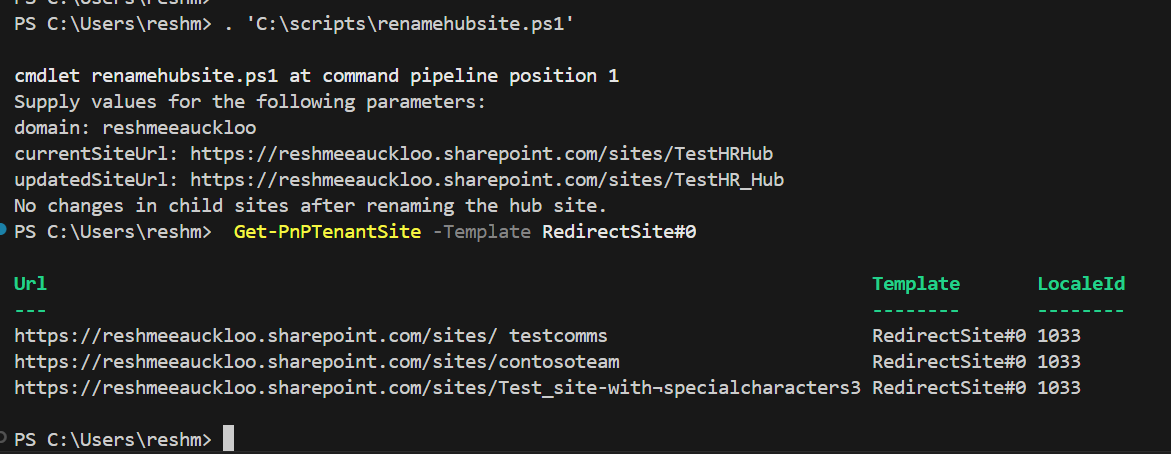 PS C:\Users\reshm>
PS C:\Users\reshm> . 'C:\scripts\renamehubsite.ps1'
cmdlet renamehubsite.ps1 at command pipeline position 1
Supply values for the following parameters:
domain: reshmeeauckloo
currentSiteUrl: https://reshmeeauckloo.sharepoint.com/sites/TestHRHub
updatedSiteUrl: https://reshmeeauckloo.sharepoint.com/sites/TestHR_Hub
No changes in child sites after renaming the hub site.
PS C:\Users\reshm>  Get-PnPTenantSite -Template RedirectSite#0
Url Template LocaleId
--- -------- --------
https://reshmeeauckloo.sharepoint.com/sites/ testcomms RedirectSite#0 1033
https://reshmeeauckloo.sharepoint.com/sites/contosoteam RedirectSite#0 1033
https://reshmeeauckloo.sharepoint.com/sites/Test_site-with¬specialcharacters3 RedirectSite#0 1033
PS C:\Users\reshm>